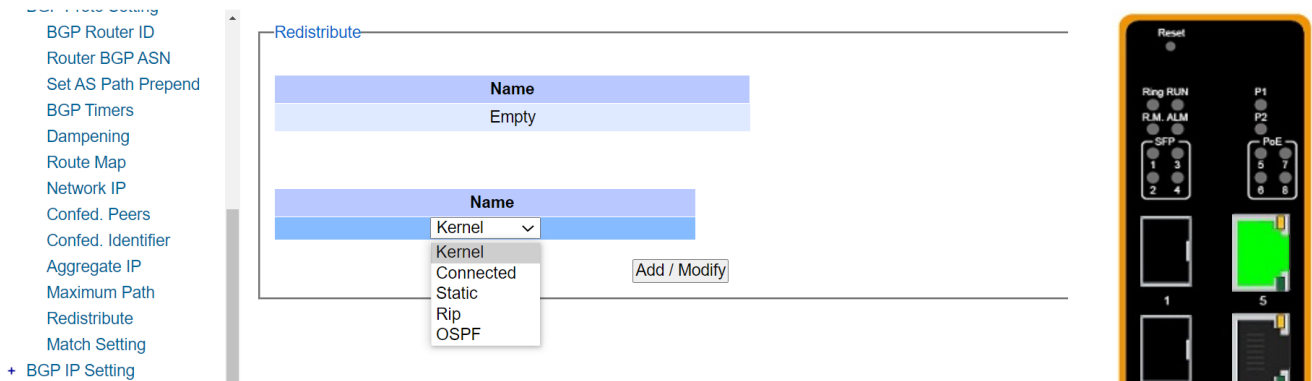 BGP Router ID
Router BGP ASN
Set AS Path Prepend
BGP Timers
Dampening
Route Map
Network IP
Confed. Peers
Confed. Identifier
Aggregate IP
Maximum Path
Redistribute
Match Setting
+ BGP IP Setting
Redistribute
Name
Empty
Name
Kernel
Kernel
Connected
Static
Rip
OSPF
Add / Modify
Reset
Ring RUN P1
R.M. ALM P2
SFP PoE
1 3 5 7
2 4 6 8
1 5